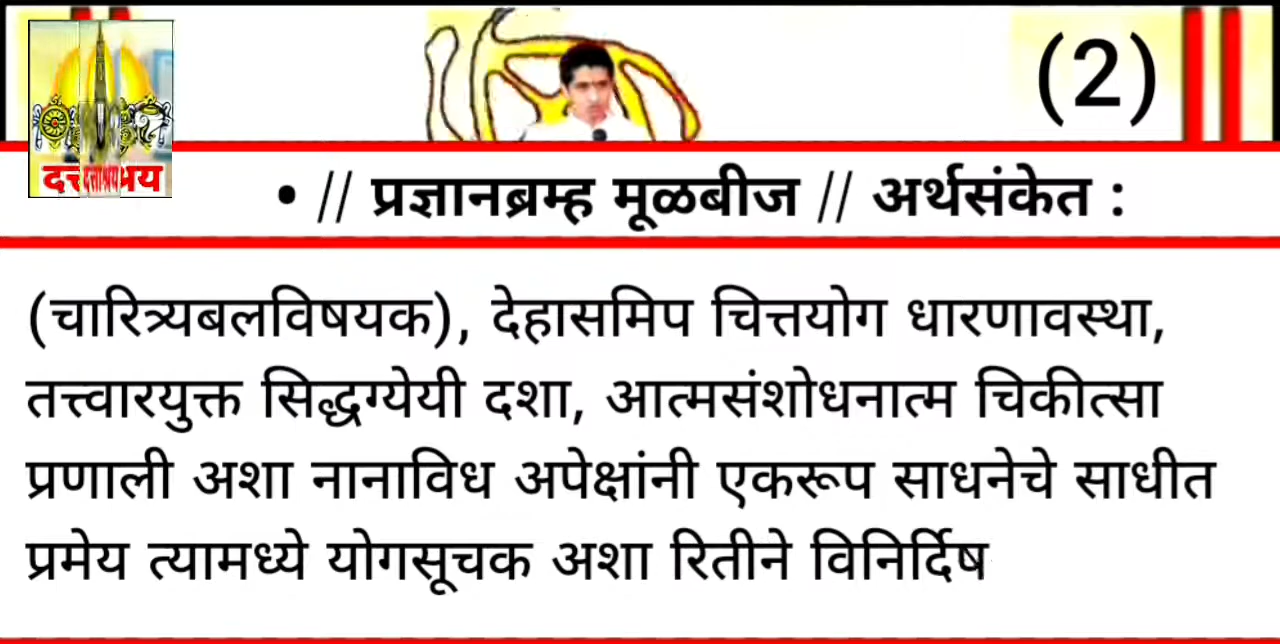 (2)
दत्त
• // प्रज्ञानब्रम्ह मूळबीज // अर्थसंकेत :
(चारित्र्यबलविषयक), देहासमिप चित्तयोग धारणावस्था,
तत्त्वारयुक्त सिद्धग्येयी दशा, आत्मसंशोधनात्म चिकीत्सा
प्रणाली अशा नानाविध अपेक्षांनी एकरूप साधनेचे साधीत
प्रमेय त्यामध्ये योगसूचक अशा रितीने विनिर्दिष